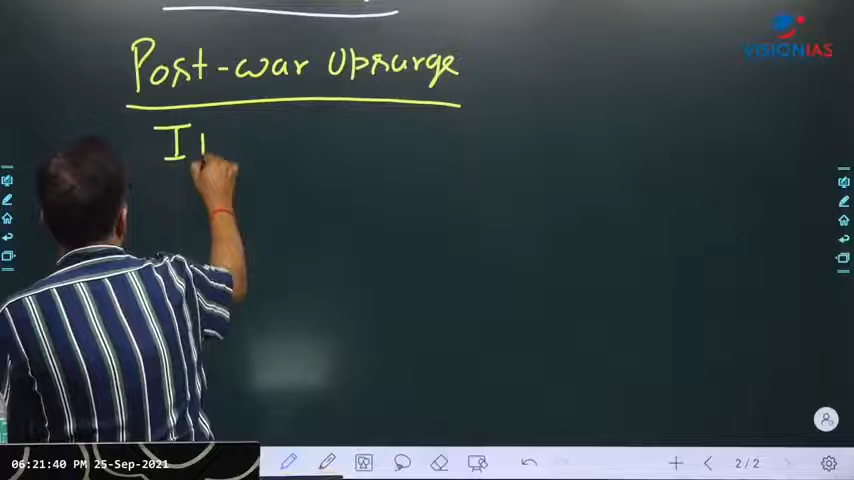 VISIONIAS
Post-war Upsurge
I
06:21:40 PM 25-Sep-2021
2/2